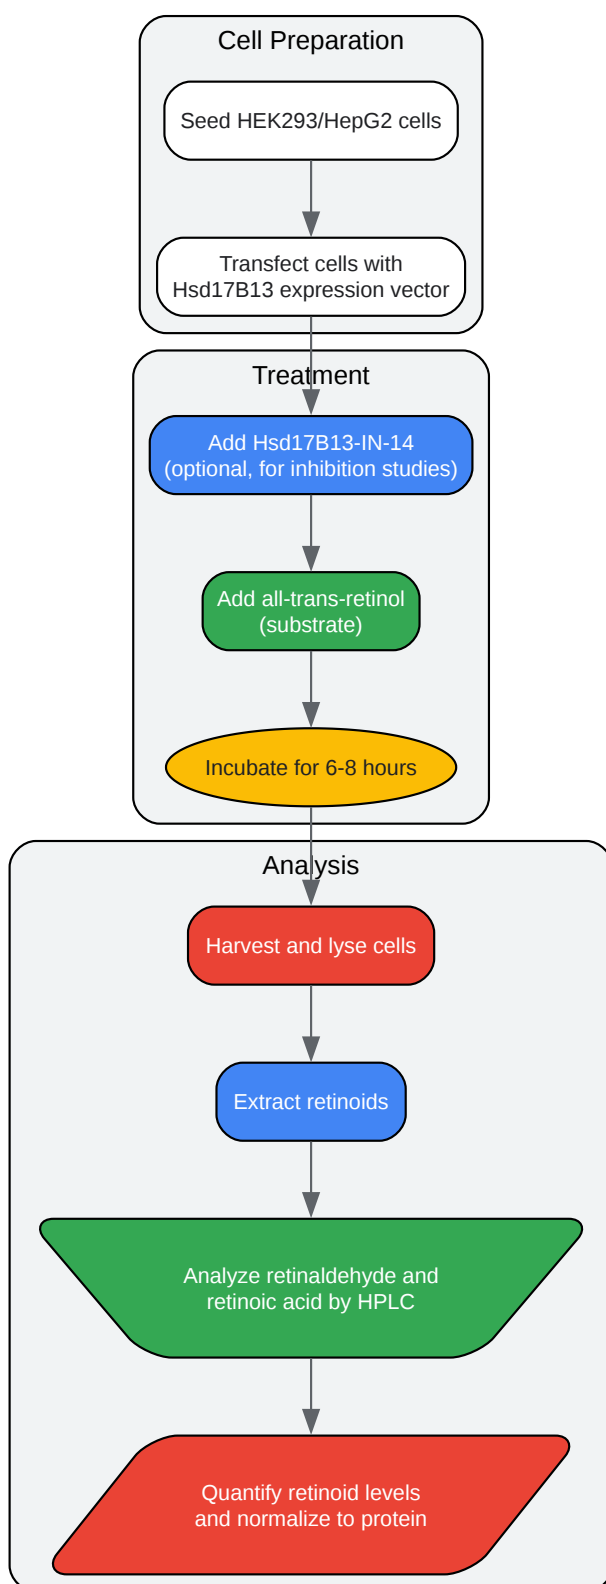 Cell Preparation
Seed HEK293/HepG2 cells
Transfect cells with
Hsd17B13 expression vector
Treatment
Add Hsd17B13-IN-14
(optional, for inhibition studies)
Add all-trans-retinol
(substrate)
Incubate for 6-8 hours
Analysis
Harvest and lyse cells
Extract retinoids
Analyze retinaldehyde and
retinoic acid by HPLC
Quantify retinoid levels
and normalize to protein